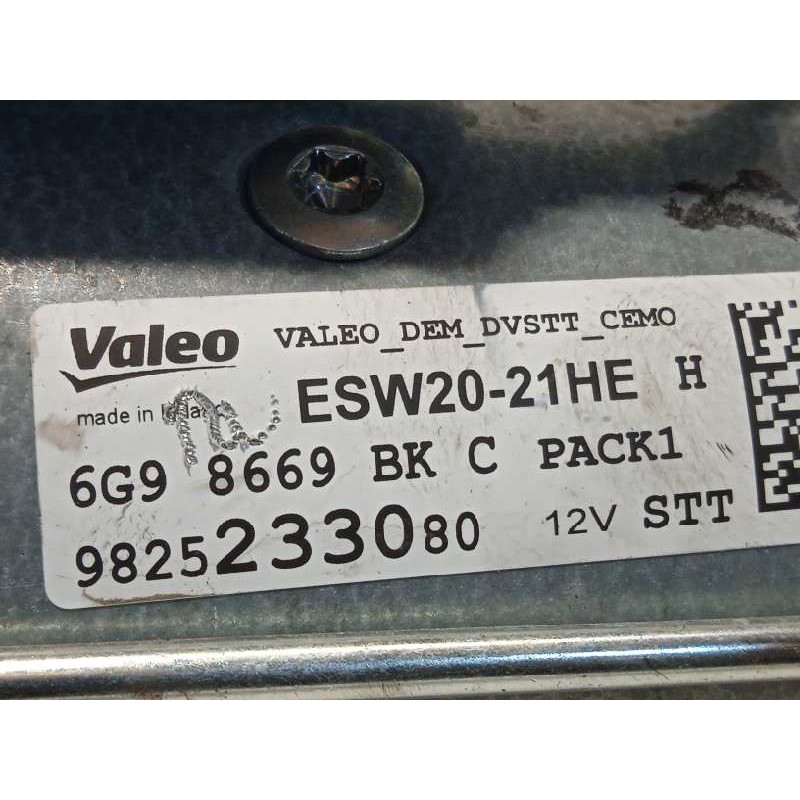 Valeo VALEO_DEM_DVSTT_CEMO
made in ESW20-21HE H
6G9 8669 BK C PACK1
9825233080 12V STT